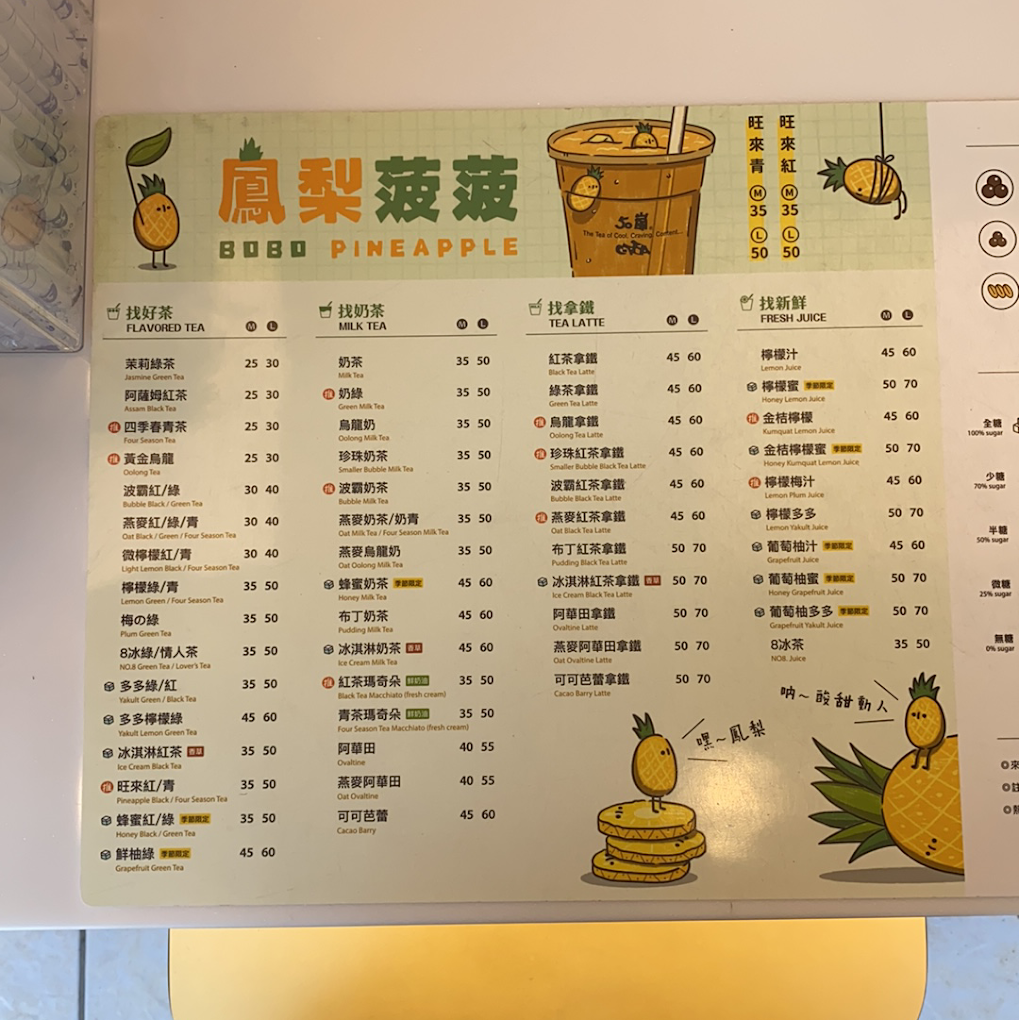 鳳梨菠菠
BOBO PINEAPPLE
The Tea of Cool, Craving, Content...
旺來青 Ⓜ 35 Ⓛ 50
旺來紅 Ⓜ 35 Ⓛ 50
找好茶
FLAVORED TEA M L
茉莉綠茶 25 30
Jasmine Green Tea
阿薩姆紅茶 25 30
Assam Black Tea
推 四季春青茶 25 30
Four Season Tea
推 黃金烏龍 25 30
Oolong Tea
波霸紅/綠 30 40
Bubble Black / Green Tea
燕麥紅/綠/青 30 40
Oat Black / Green / Four Season Tea
微檸檬紅/青 30 40
Light Lemon Black / Four Season Tea
檸檬綠/青 35 50
Lemon Green / Four Season Tea
梅の綠 35 50
Plum Green Tea
8冰綠/情人茶 35 50
NO.8 Green Tea / Lover's Tea
多多綠/紅 35 50
Yakult Green / Black Tea
多多檸檬綠 45 60
Yakult Lemon Green Tea
冰淇淋紅茶 香草 35 50
Ice Cream Black Tea
推 旺來紅/青 35 50
Pineapple Black / Four Season Tea
蜂蜜紅/綠 季節限定 35 50
Honey Black / Green Tea
鮮柚綠 季節限定 45 60
Grapefruit Green Tea
找奶茶
MILK TEA M L
奶茶 35 50
Milk Tea
推 奶綠 35 50
Green Milk Tea
烏龍奶 35 50
Oolong Milk Tea
珍珠奶茶 35 50
Smaller Bubble Milk Tea
推 波霸奶茶 35 50
Bubble Milk Tea
燕麥奶茶/奶青 35 50
Oat Milk Tea / Four Season Milk Tea
燕麥烏龍奶 35 50
Oat Oolong Milk Tea
蜂蜜奶茶 季節限定 45 60
Honey Milk Tea
布丁奶茶 45 60
Pudding Milk Tea
冰淇淋奶茶 香草 45 60
Ice Cream Milk Tea
推 紅茶瑪奇朵 鮮奶油 35 50
Black Tea Macchiato (fresh cream)
青茶瑪奇朵 鮮奶油 35 50
Four Season Tea Macchiato (fresh cream)
阿華田 40 55
Ovaltine
燕麥阿華田 40 55
Oat Ovaltine
可可芭蕾 45 60
Cacao Barry
找拿鐵
TEA LATTE M L
紅茶拿鐵 45 60
Black Tea Latte
綠茶拿鐵 45 60
Green Tea Latte
推 烏龍拿鐵 45 60
Oolong Tea Latte
推 珍珠紅茶拿鐵 45 60
Smaller Bubble Black Tea Latte
波霸紅茶拿鐵 45 60
Bubble Black Tea Latte
推 燕麥紅茶拿鐵 45 60
Oat Black Tea Latte
布丁紅茶拿鐵 50 70
Pudding Black Tea Latte
冰淇淋紅茶拿鐵 香草 50 70
Ice Cream Black Tea Latte
阿華田拿鐵 50 70
Ovaltine Latte
燕麥阿華田拿鐵 50 70
Oat Ovaltine Latte
可可芭蕾拿鐵 50 70
Cacao Barry Latte
嘿~鳳梨
找新鮮
FRESH JUICE M L
檸檬汁 45 60
Lemon Juice
檸檬蜜 季節限定 50 70
Honey Lemon Juice
推 金桔檸檬 45 60
Kumquat Lemon Juice
金桔檸檬蜜 季節限定 50 70
Honey Kumquat Lemon Juice
推 檸檬梅汁 45 60
Lemon Plum Juice
檸檬多多 50 70
Lemon Yakult Juice
葡萄柚汁 季節限定 45 60
Grapefruit Juice
葡萄柚蜜 季節限定 50 70
Honey Grapefruit Juice
葡萄柚多多 季節限定 50 70
Grapefruit Yakult Juice
8冰茶 35 50
NO8. Juice
吶~酸甜動人
全糖
100% sugar
少糖
70% sugar
半糖
50% sugar
微糖
25% sugar
無糖
0% sugar
◎來
◎註
◎熱